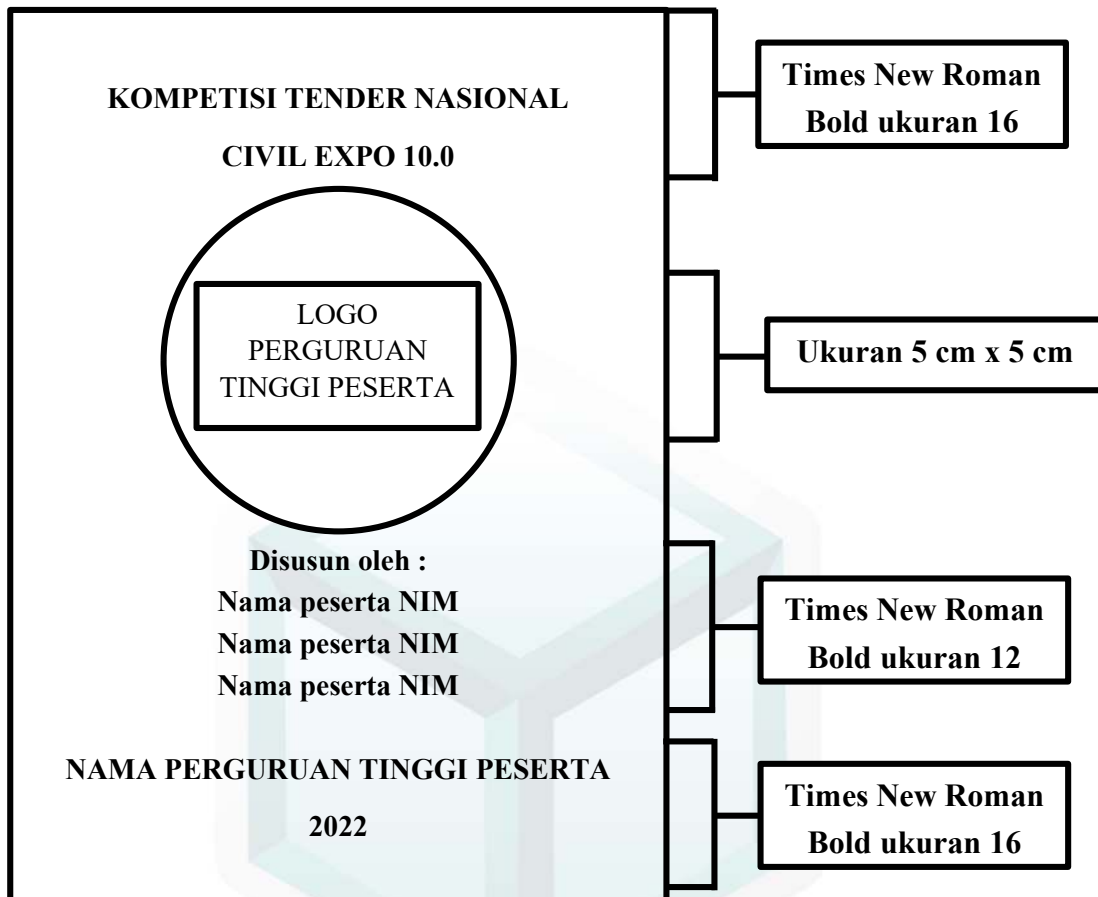 KOMPETISI TENDER NASIONAL
CIVIL EXPO 10.0
LOGO
PERGURUAN
TINGGI PESERTA
Disusun oleh :
Nama peserta NIM
Nama peserta NIM
Nama peserta NIM
NAMA PERGURUAN TINGGI PESERTA
2022
Times New Roman
Bold ukuran 16
Ukuran 5 cm x 5 cm
Times New Roman
Bold ukuran 12
Times New Roman
Bold ukuran 16